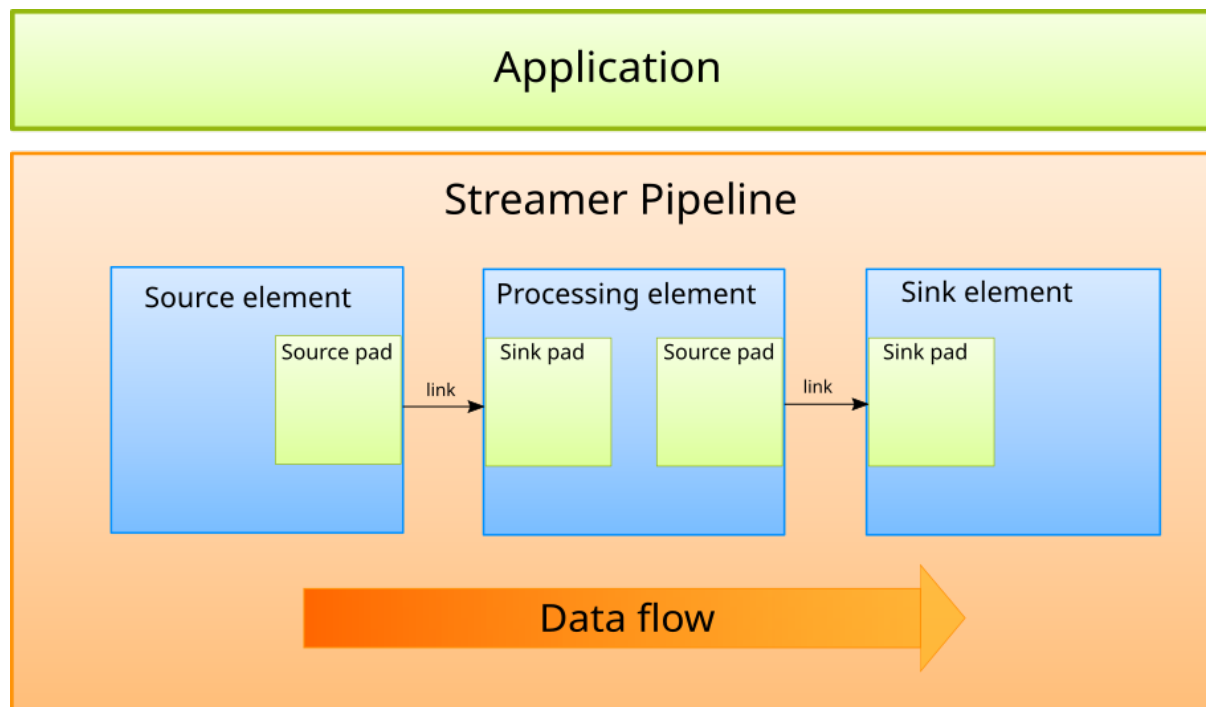 Application
Streamer Pipeline
Source element
Source pad
link
Processing element
Sink pad
Source pad
link
Sink element
Sink pad
Data flow